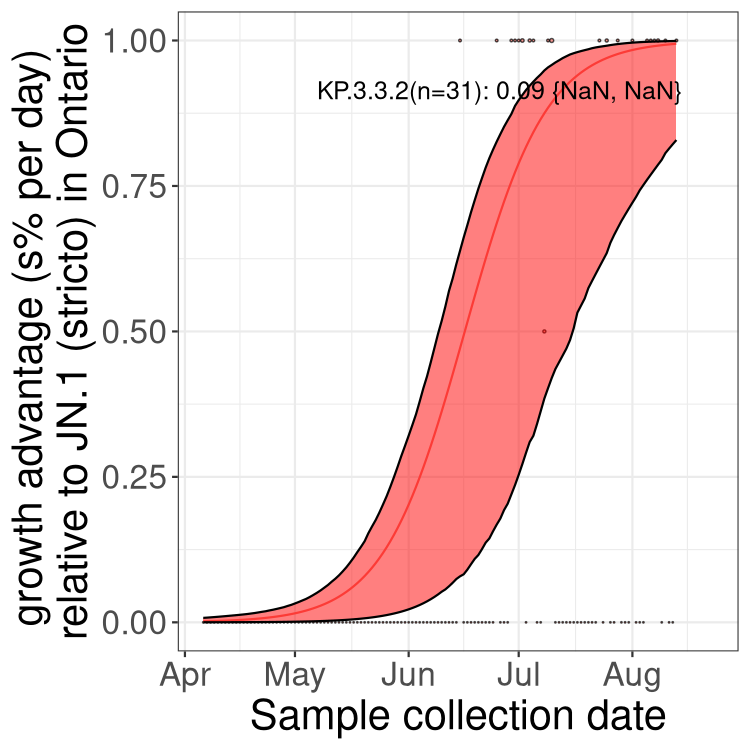 growth advantage (s% per day)
relative to JN.1 (stricto) in Ontario
1.00
0.75
0.50
0.25
0.00
KP.3.3.2(n=31): 0.09 {NaN, NaN}
Apr May Jun Jul Aug
Sample collection date